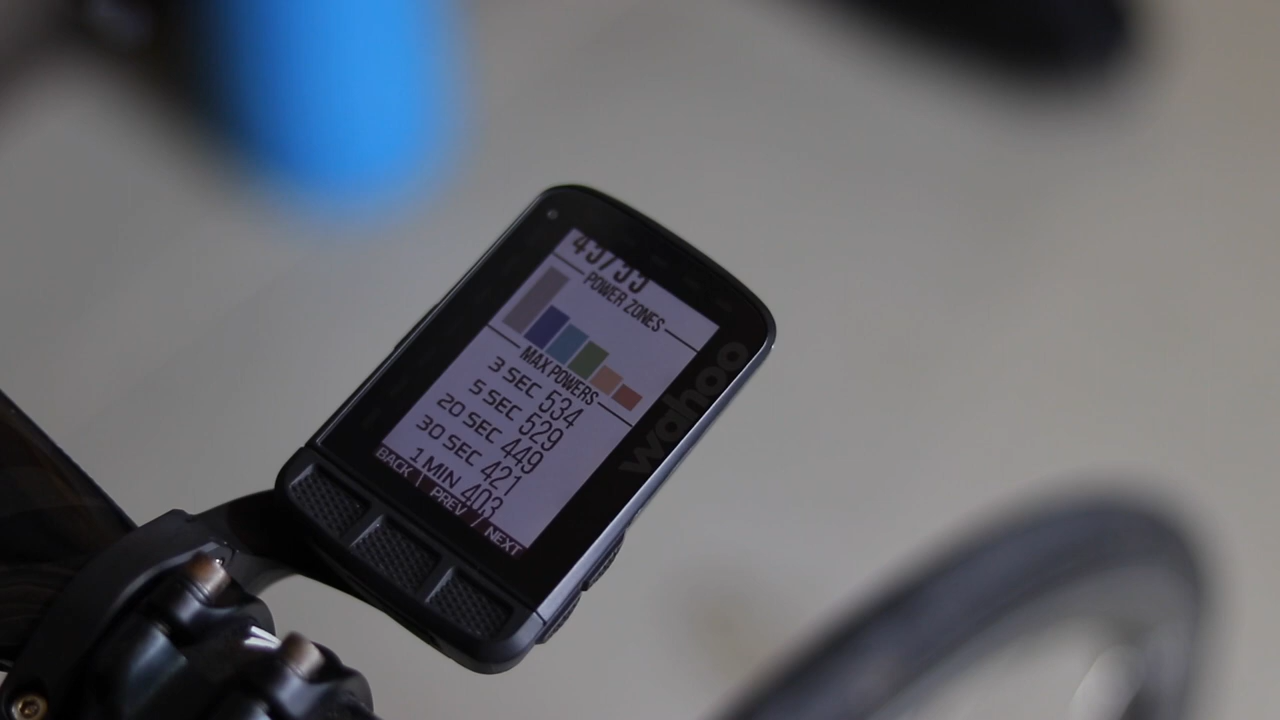 POWER ZONES
MAX POWERS
3 SEC 534
5 SEC 529
20 SEC 449
30 SEC 421
1 MIN 403
BACK | PREV / NEXT
wahoo